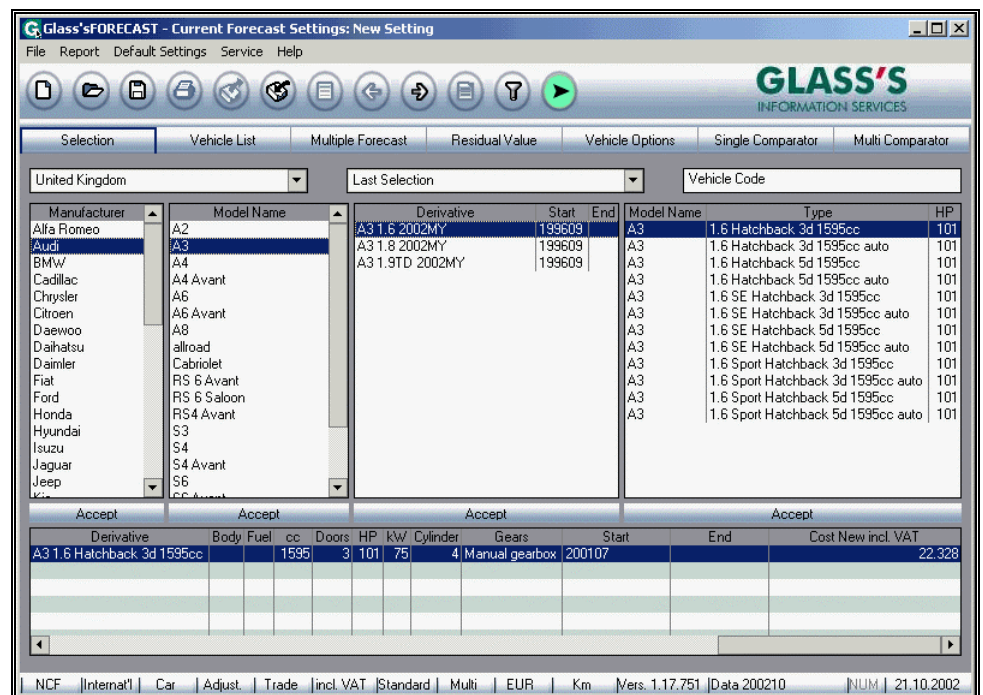 Glass'sFORECAST - Current Forecast Settings: New Setting
File Report Default Settings Service Help
GLASS'S
INFORMATION SERVICES
Selection Vehicle List Multiple Forecast Residual Value Vehicle Options Single Comparator Multi Comparator
United Kingdom Last Selection Vehicle Code
Manufacturer Model Name Derivative Start End Model Name Type HP
Alfa Romeo A2 A3 1.6 2002MY 199609 A3 1.6 Hatchback 3d 1595cc 101
Audi A3 A3 1.8 2002MY 199609 A3 1.6 Hatchback 3d 1595cc auto 101
BMW A4 A3 1.9TD 2002MY 199609 A3 1.6 Hatchback 5d 1595cc 101
Cadillac A4 Avant A3 1.6 Hatchback 5d 1595cc auto 101
Chrysler A6 A3 1.6 SE Hatchback 3d 1595cc 101
Citroen A6 Avant A3 1.6 SE Hatchback 3d 1595cc auto 101
Daewoo A8 A3 1.6 SE Hatchback 5d 1595cc 101
Daihatsu allroad A3 1.6 SE Hatchback 5d 1595cc auto 101
Daimler Cabriolet A3 1.6 Sport Hatchback 3d 1595cc 101
Fiat RS 6 Avant A3 1.6 Sport Hatchback 3d 1595cc auto 101
Ford RS 6 Saloon A3 1.6 Sport Hatchback 5d 1595cc 101
Honda RS4 Avant A3 1.6 Sport Hatchback 5d 1595cc auto 101
Hyundai S3
Isuzu S4
Jaguar S4 Avant
Jeep S6
Accept Accept Accept Accept
Derivative Body Fuel cc Doors HP kW Cylinder Gears Start End Cost New incl. VAT
A3 1.6 Hatchback 3d 1595cc 1595 3 101 75 4 Manual gearbox 200107 22.328
NCF Internat'l Car Adjust. Trade incl. VAT Standard Multi EUR Km Vers. 1.17.751 Data 200210 NUM 21.10.2002